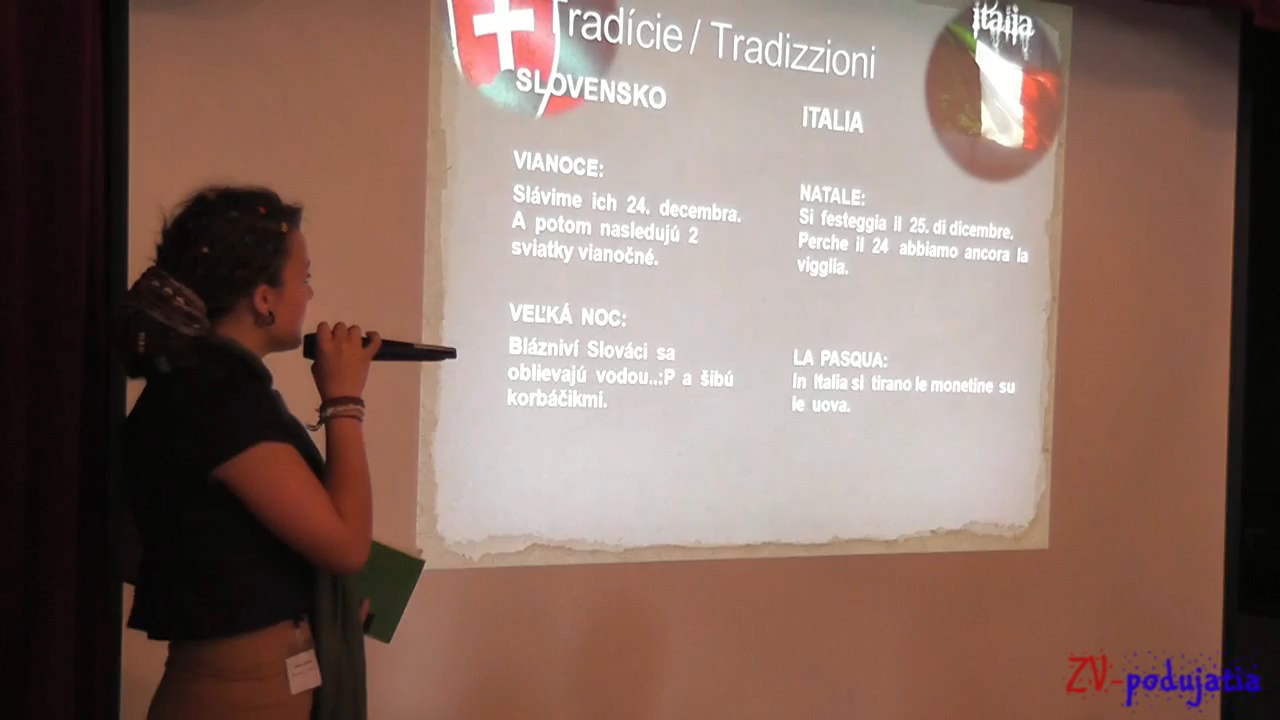 Tradície / Tradizzioni
italia
SLOVENSKO
VIANOCE:
Slávime ich 24. decembra.
A potom nasledujú 2
sviatky vianočné.
VEĽKÁ NOC:
Blázniví Slováci sa
oblievajú vodou..:P a šibú
korbáčikmi.
ITALIA
NATALE:
Si festeggia il 25. di dicembre.
Perche il 24 abbiamo ancora la
vigglia.
LA PASQUA:
In Italia si tirano le monetine su
le uova.
ZV-podujatia